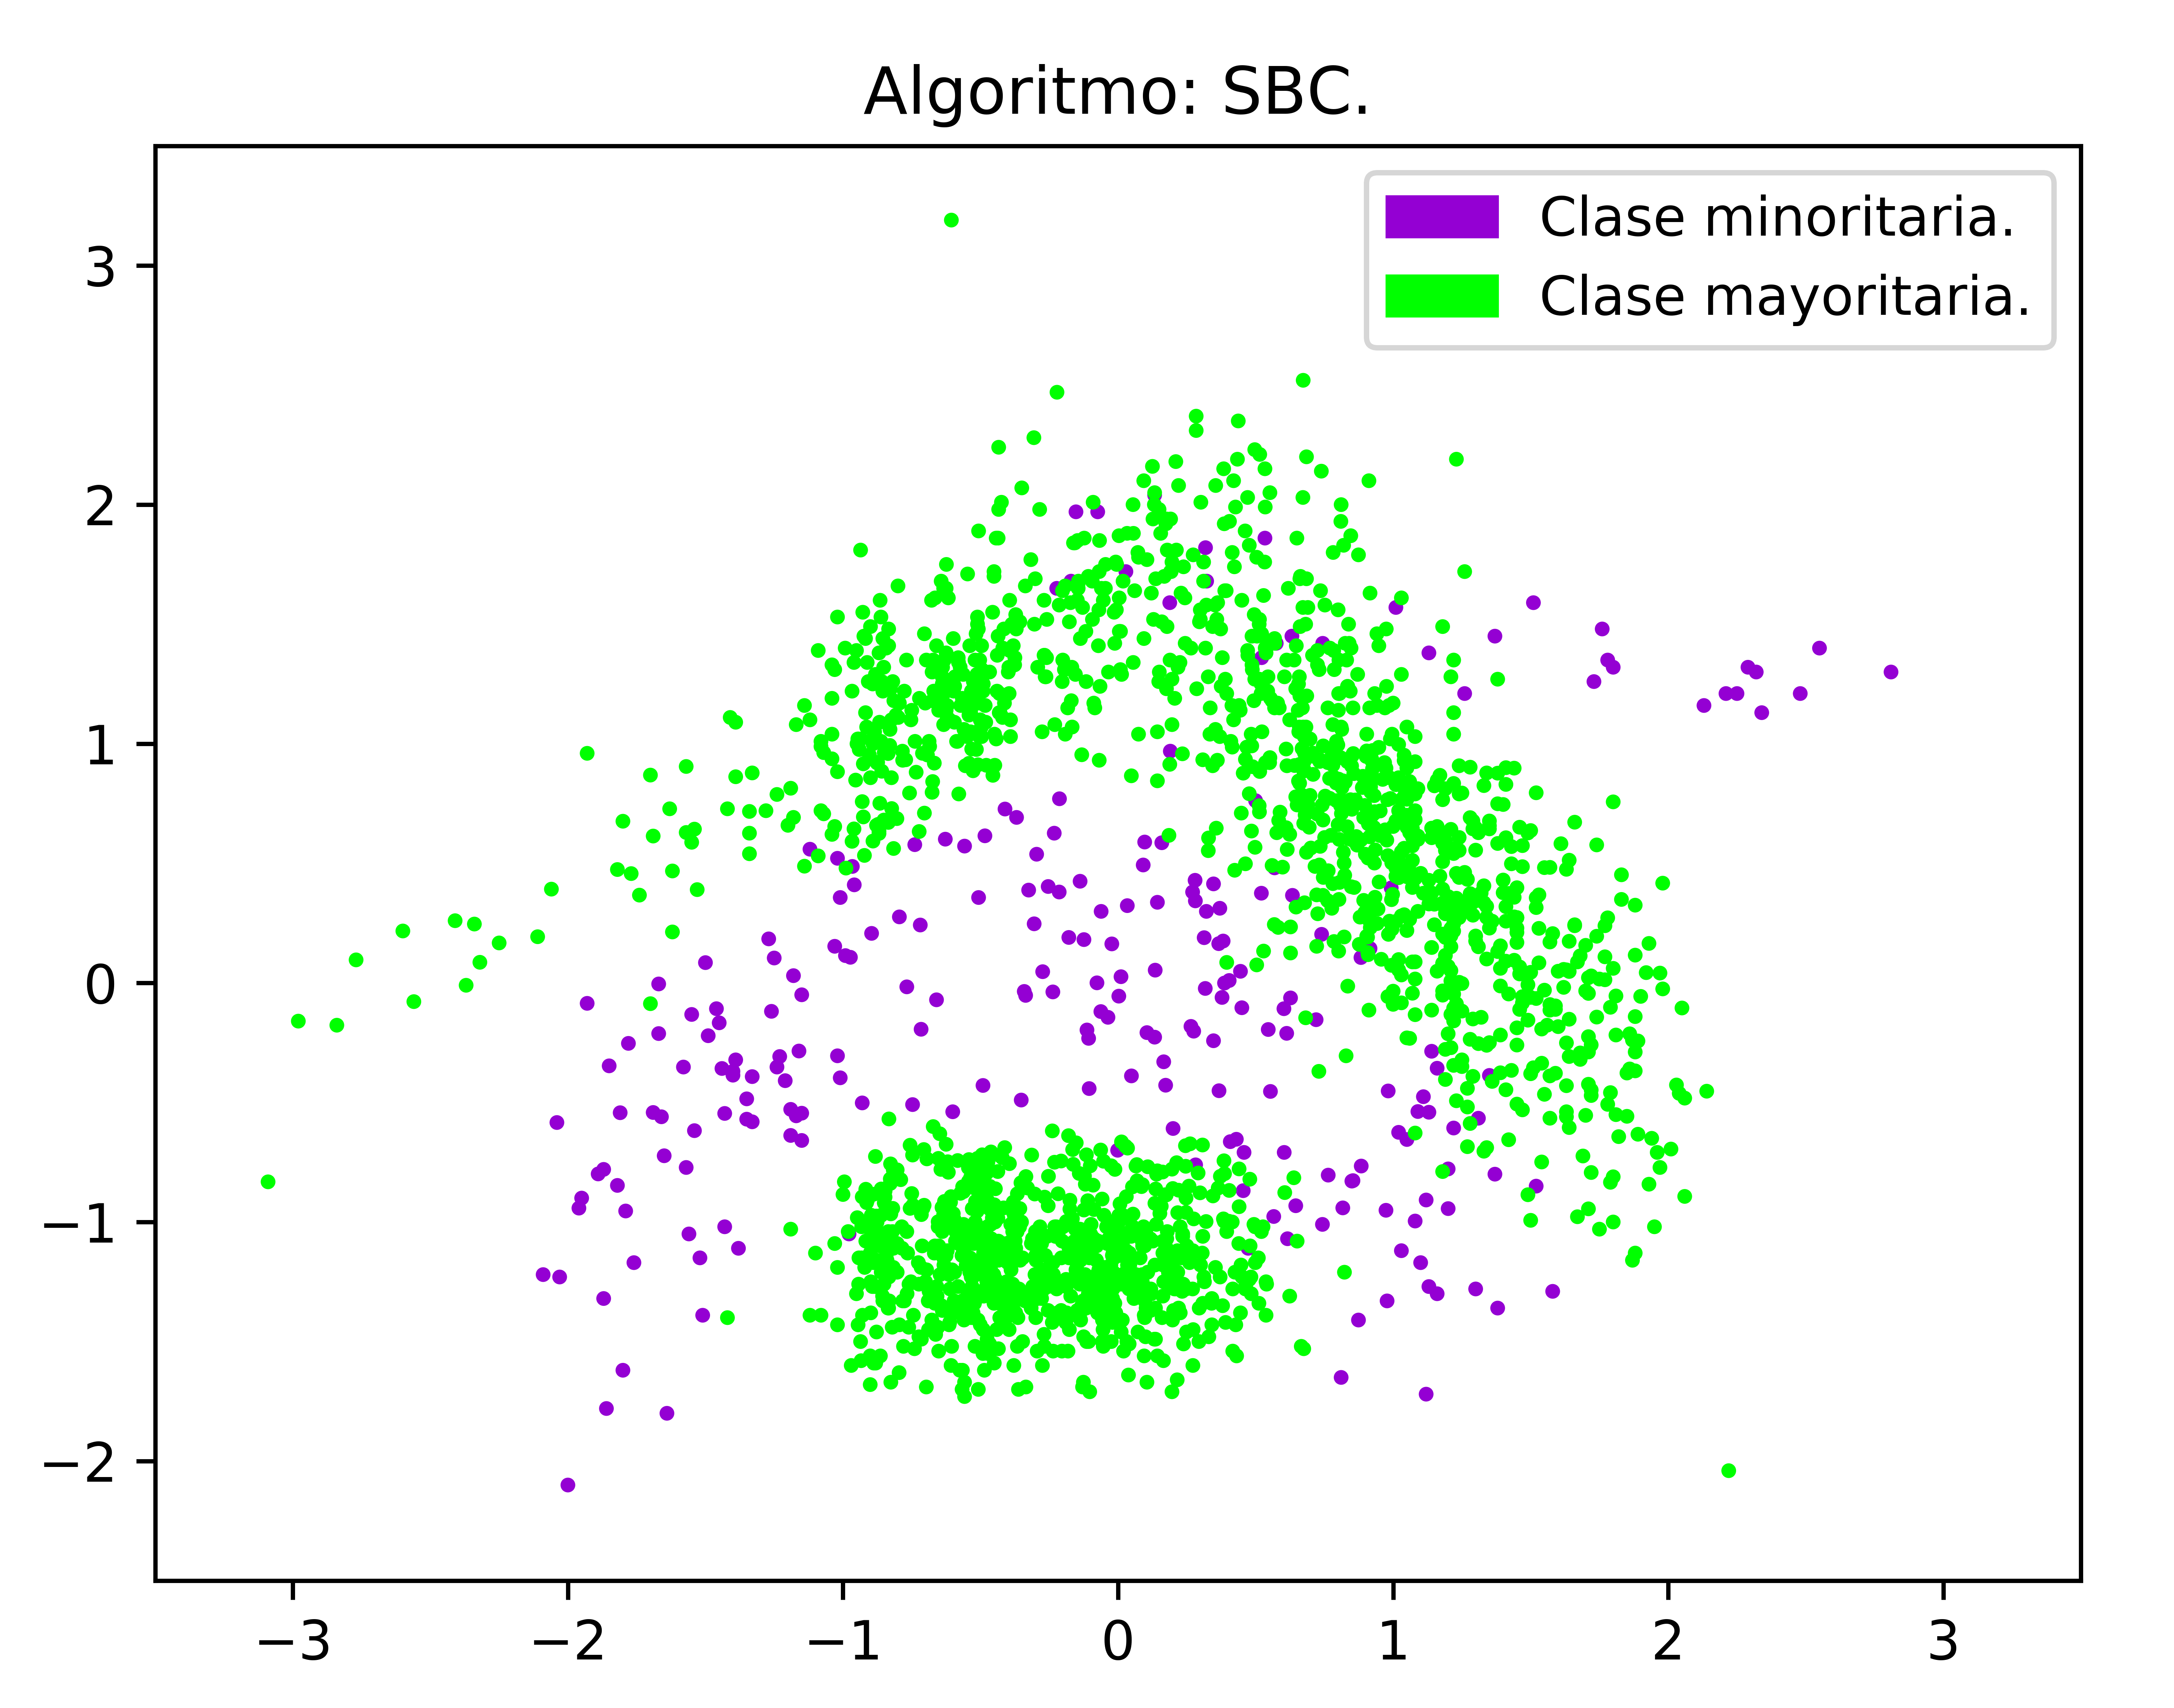 Algoritmo: SBC.
Clase minoritaria.
Clase mayoritaria.
3
2
1
0
−1
−2
−3 −2 −1 0 1 2 3